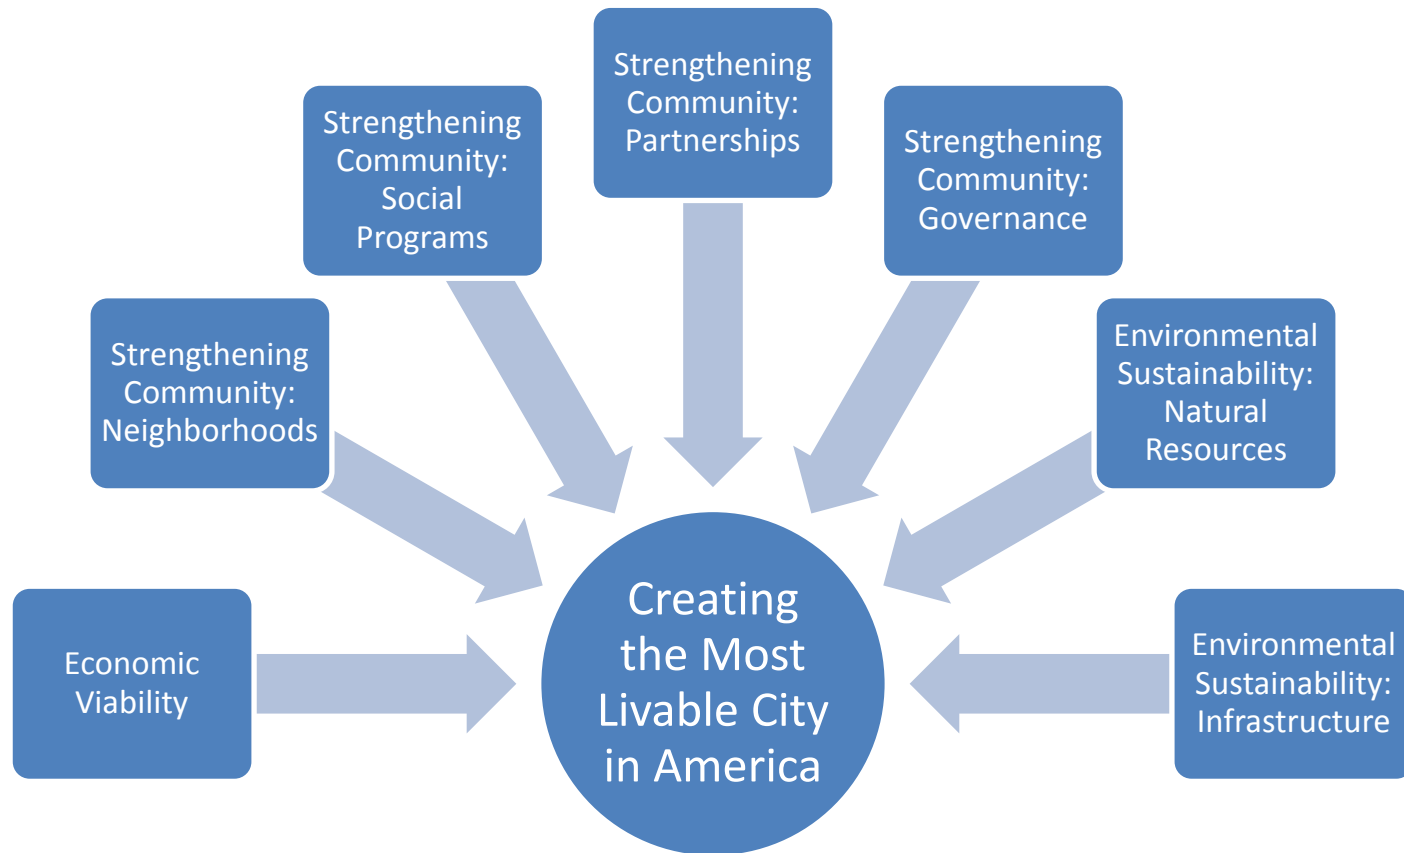 Strengthening
Community:
Partnerships
Strengthening
Community:
Social
Programs
Strengthening
Community:
Governance
Strengthening
Community:
Neighborhoods
Environmental
Sustainability:
Natural
Resources
Economic
Viability
Creating
the Most
Livable City
in America
Environmental
Sustainability:
Infrastructure